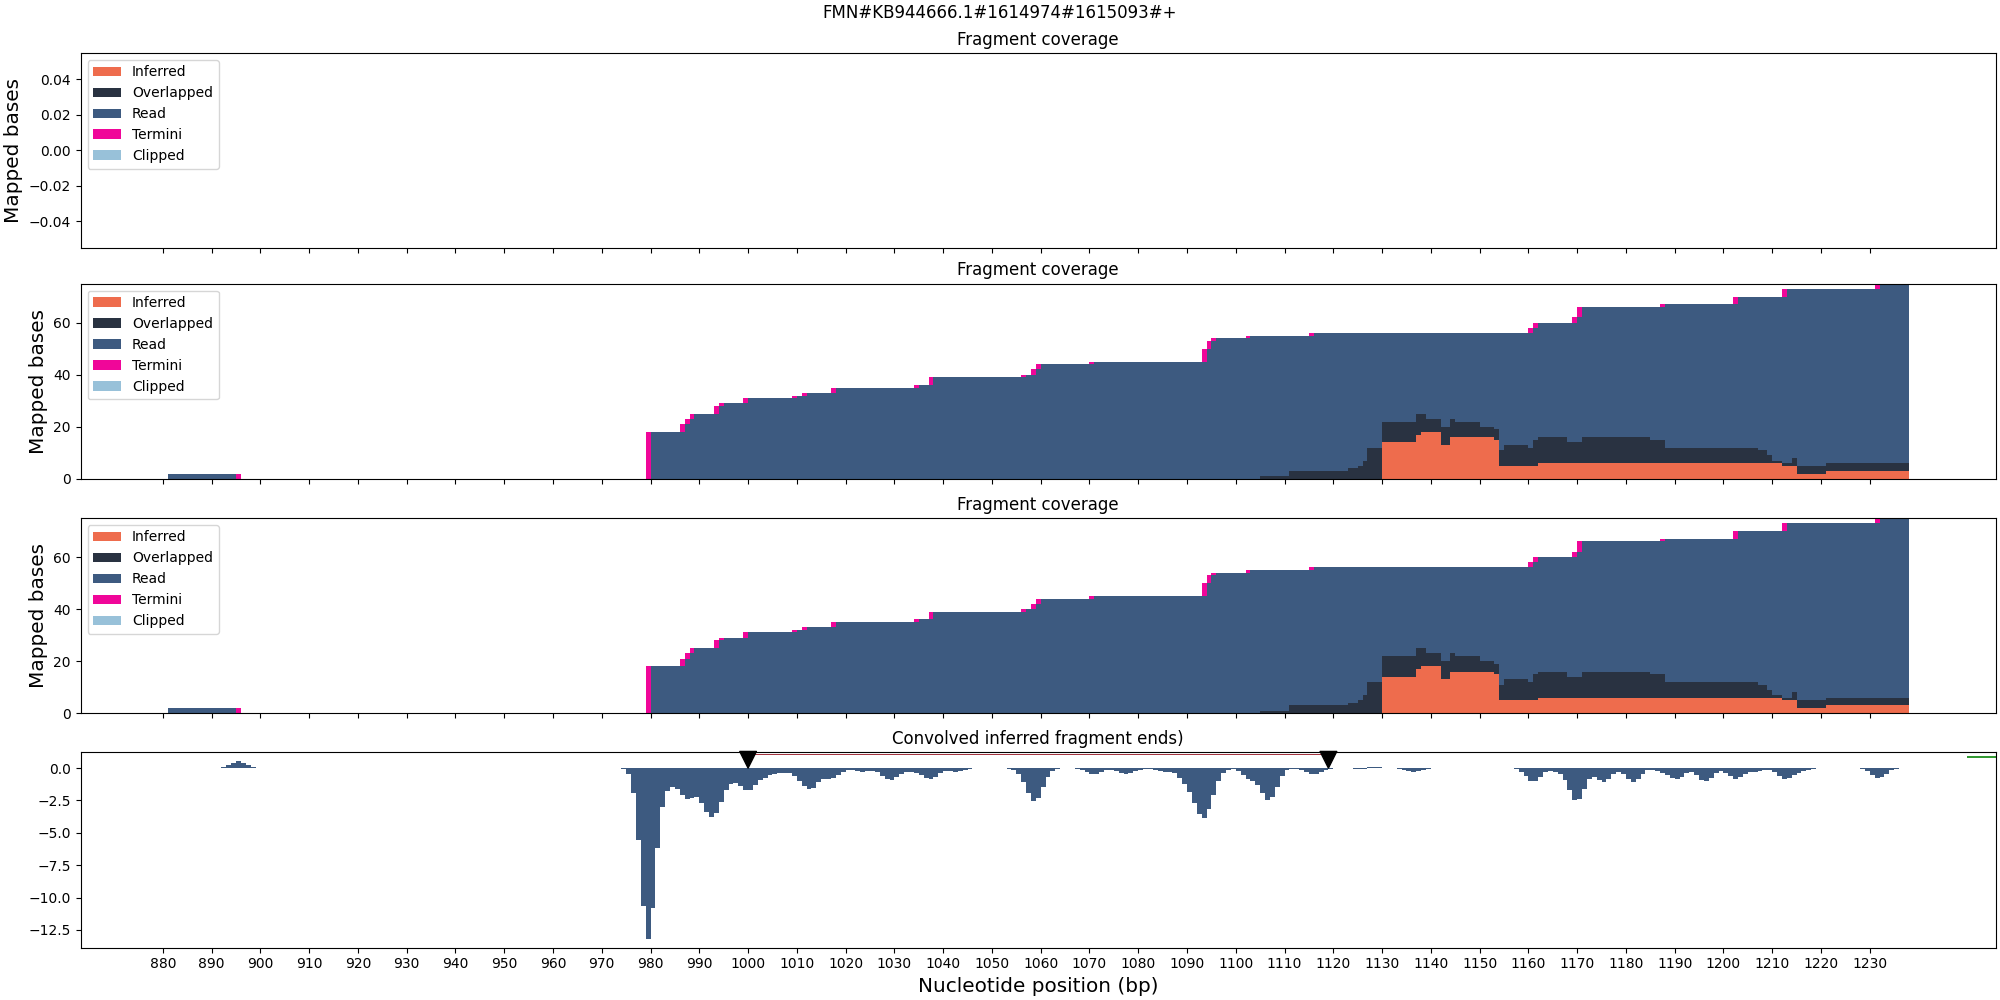 FMN#KB944666.1#1614974#1615093#+
Fragment coverage
Mapped bases
0.04
0.02
0.00
−0.02
−0.04
Inferred
Overlapped
Read
Termini
Clipped
Fragment coverage
Mapped bases
60
40
20
0
Inferred
Overlapped
Read
Termini
Clipped
Fragment coverage
Mapped bases
60
40
20
0
Inferred
Overlapped
Read
Termini
Clipped
Convolved inferred fragment ends)
0.0
−2.5
−5.0
−7.5
−10.0
−12.5
880 890 900 910 920 930 940 950 960 970 980 990 1000 1010 1020 1030 1040 1050 1060 1070 1080 1090 1100 1110 1120 1130 1140 1150 1160 1170 1180 1190 1200 1210 1220 1230
Nucleotide position (bp)